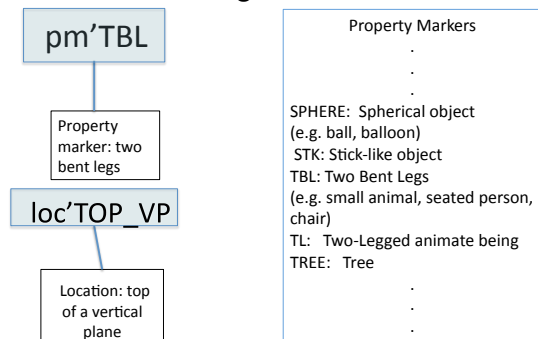 pm'TBL
Property
marker: two
bent legs
loc'TOP_VP
Location: top
of a vertical
plane
Property Markers
.
.
.
SPHERE: Spherical object
(e.g. ball, balloon)
STK: Stick-like object
TBL: Two Bent Legs
(e.g. small animal, seated person,
chair)
TL: Two-Legged animate being
TREE: Tree
.
.
.